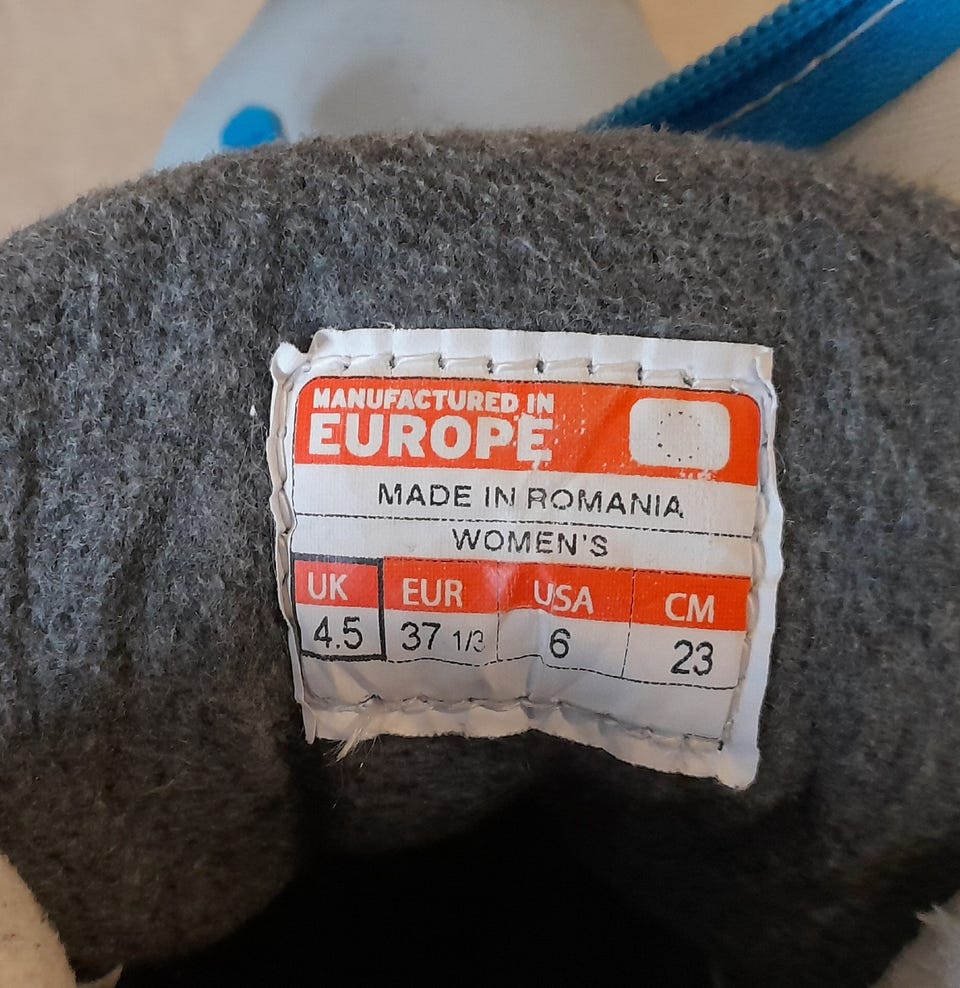 MANUFACTURED IN
EUROPE
MADE IN ROMANIA
WOMEN'S
UK EUR USA CM
4.5 37 1/3 6 23